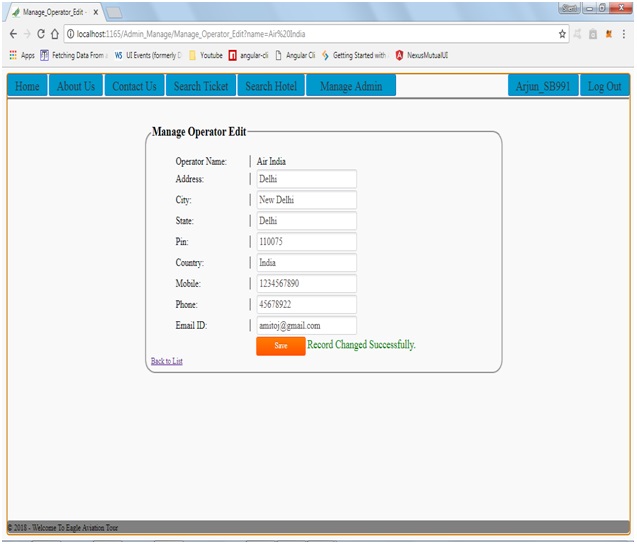 Manage_Operator_Edit -
localhost:1165/Admin_Manage/Manage_Operator_Edit?name=Air%20India
Apps Fetching Data From UI Events (formerly D Youtube angular-cli Angular Cli Getting Started with NexusMutualUI
Home About Us Contact Us Search Ticket Search Hotel Manage Admin Arjun_SB991 Log Out
Manage Operator Edit
Operator Name: Air India
Address: Delhi
City: New Delhi
State: Delhi
Pin: 110075
Country: India
Mobile: 1234567890
Phone: 45678922
Email ID: amitoj@gmail.com
Save Record Changed Successfully.
Back to List
© 2018 - Welcome To Eagle Aviation Tour